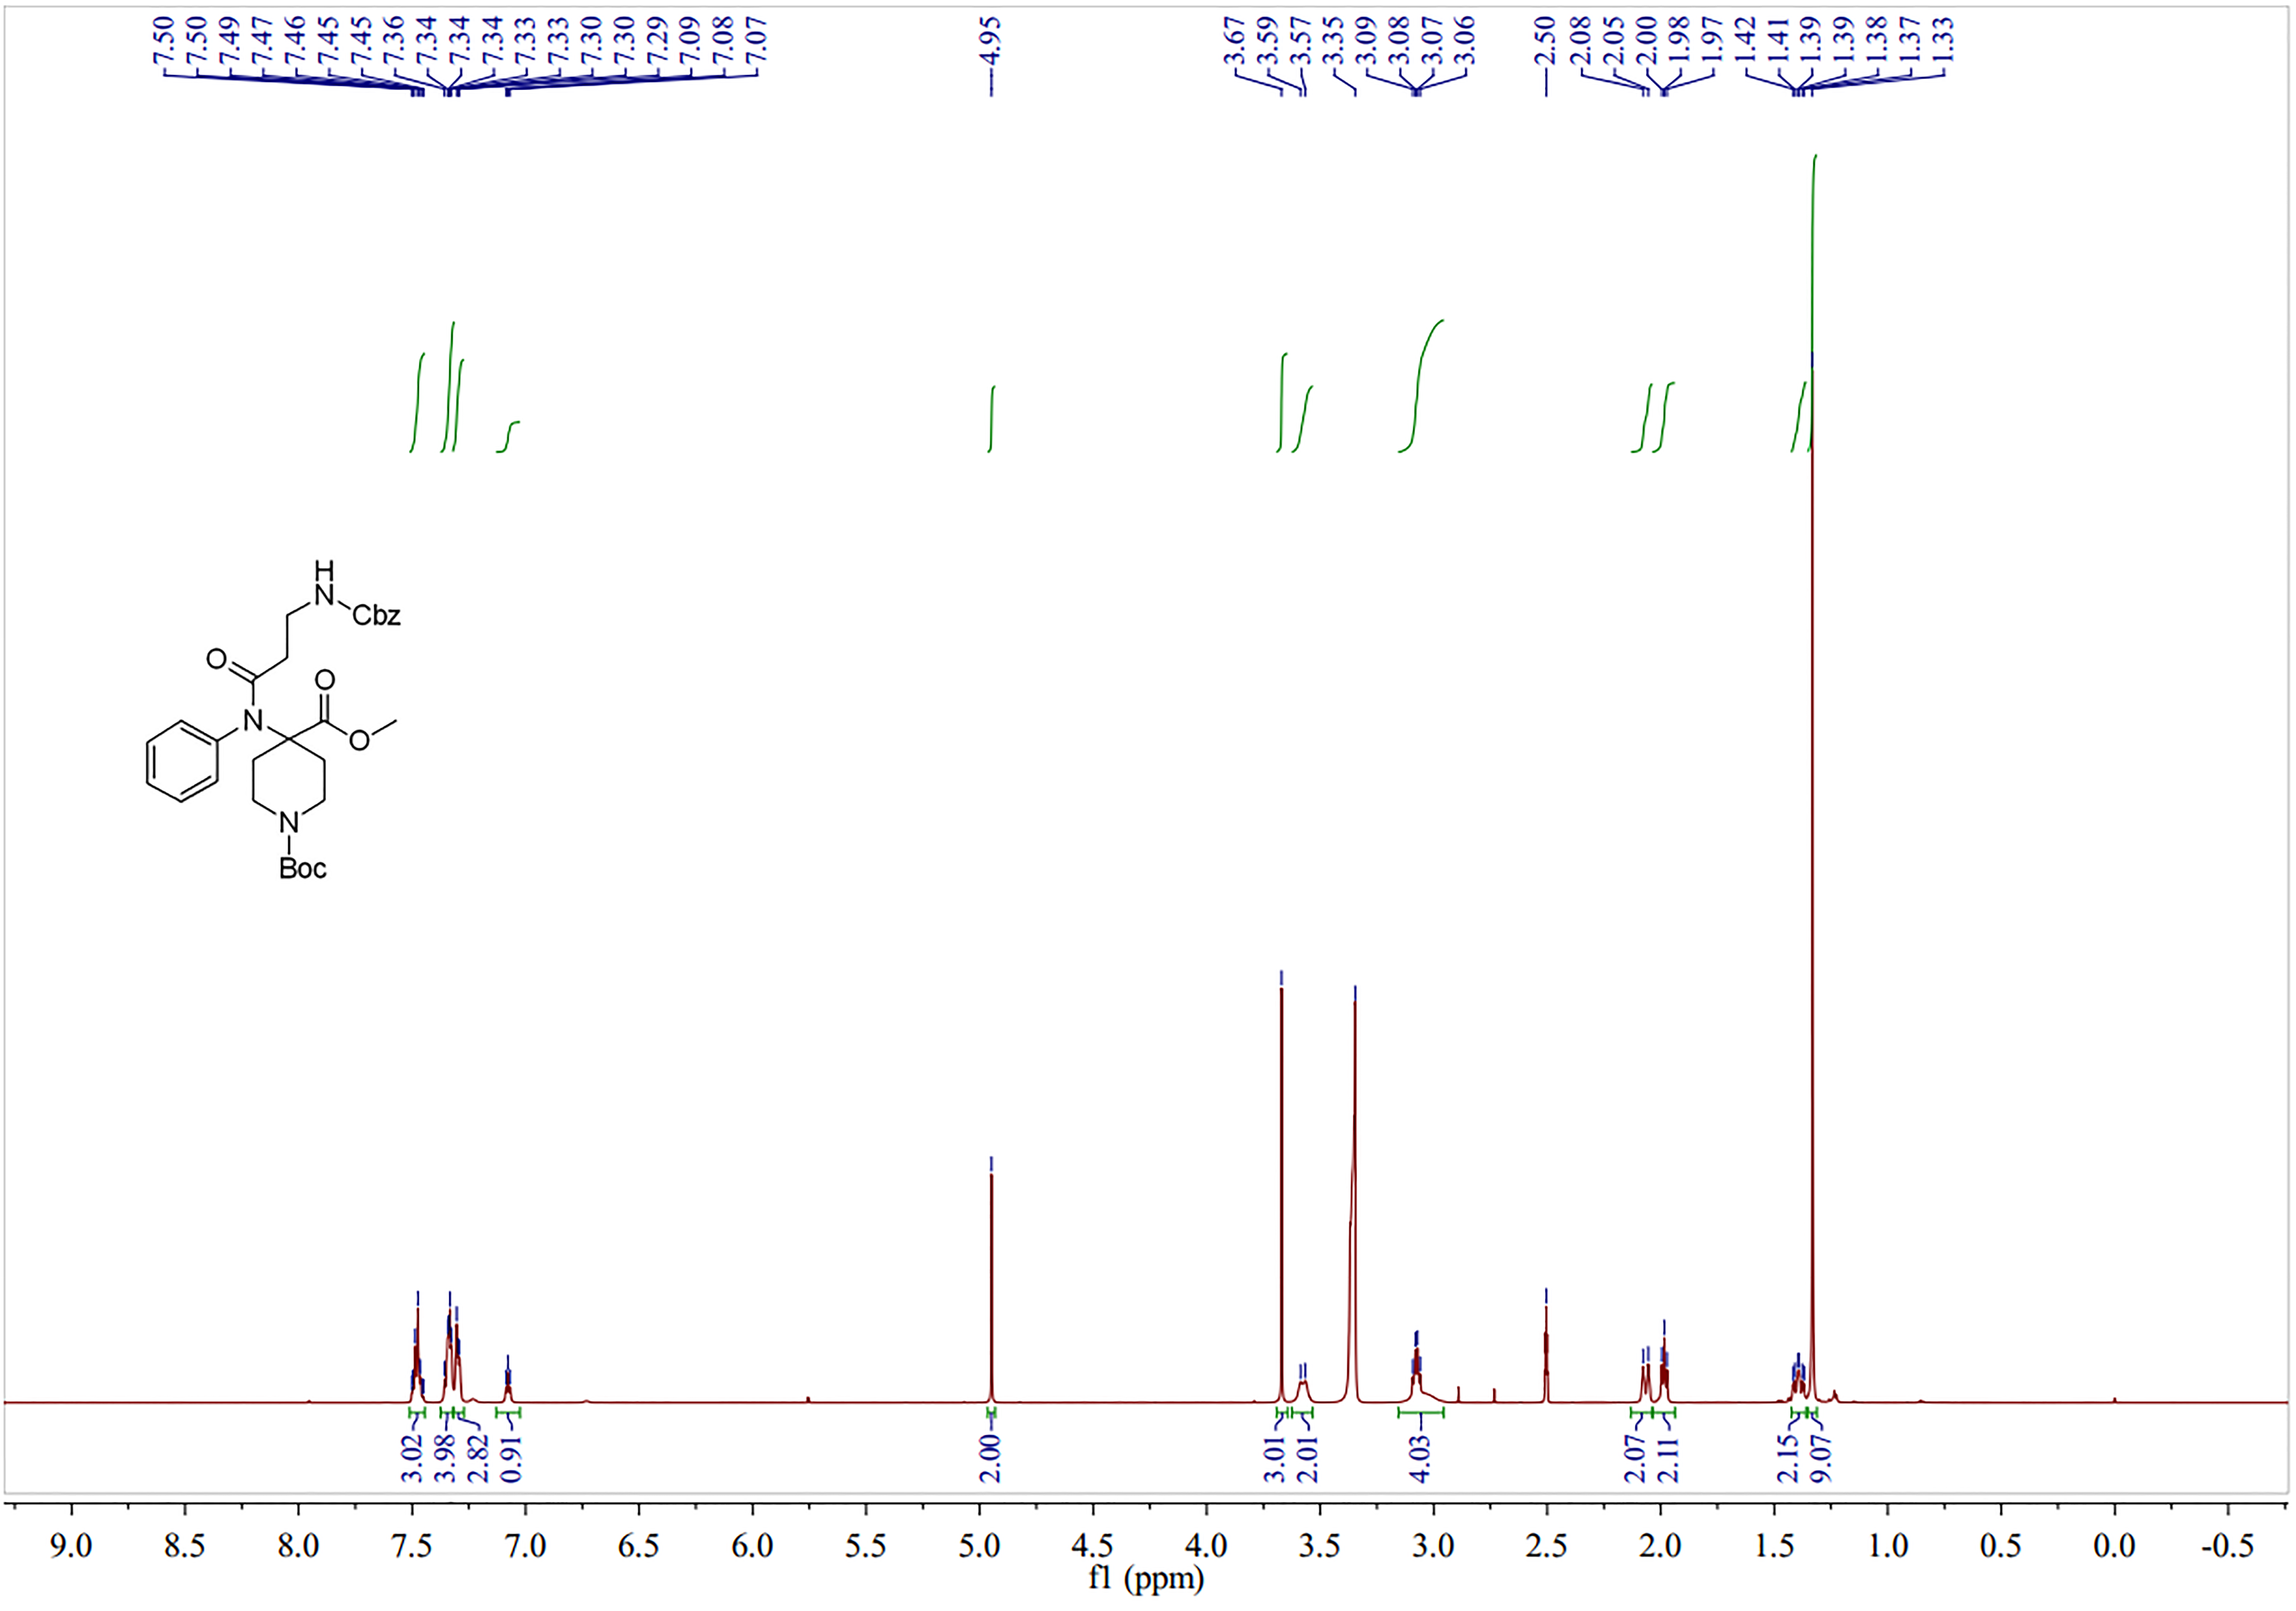 7.50 7.50 7.49 7.47 7.46 7.45 7.45 7.36 7.34 7.34 7.34 7.33 7.33 7.30 7.30 7.29 7.09 7.08 7.07 4.95 3.67 3.59 3.57 3.35 3.09 3.08 3.07 3.06 2.50 2.08 2.05 2.00 1.98 1.97 1.42 1.41 1.39 1.39 1.38 1.37 1.33
H
N
Cbz
O
O
N
O
N
Boc
3.02 3.98 2.82 0.91 2.00 3.01 2.01 4.03 2.07 2.11 2.15 9.07
9.0 8.5 8.0 7.5 7.0 6.5 6.0 5.5 5.0 4.5 4.0 3.5 3.0 2.5 2.0 1.5 1.0 0.5 0.0 -0.5
f1 (ppm)